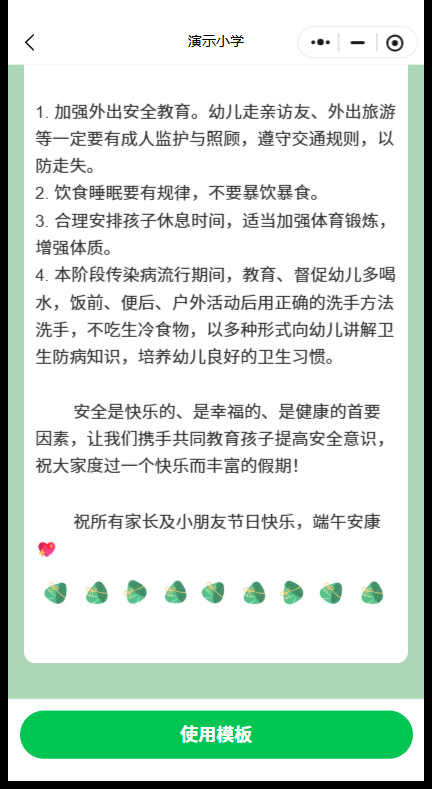 演示小学
1. 加强外出安全教育。幼儿走亲访友、外出旅游
等一定要有成人监护与照顾，遵守交通规则，以
防走失。
2. 饮食睡眠要有规律，不要暴饮暴食。
3. 合理安排孩子休息时间，适当加强体育锻炼，
增强体质。
4. 本阶段传染病流行期间，教育、督促幼儿多喝
水，饭前、便后、户外活动后用正确的洗手方法
洗手，不吃生冷食物，以多种形式向幼儿讲解卫
生防病知识，培养幼儿良好的卫生习惯。
安全是快乐的、是幸福的、是健康的首要
因素，让我们携手共同教育孩子提高安全意识，
祝大家度过一个快乐而丰富的假期！
祝所有家长及小朋友节日快乐，端午安康
使用模板